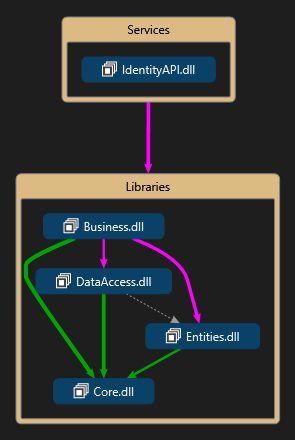 Services
IdentityAPI.dll
Libraries
Business.dll
DataAccess.dll
Entities.dll
Core.dll